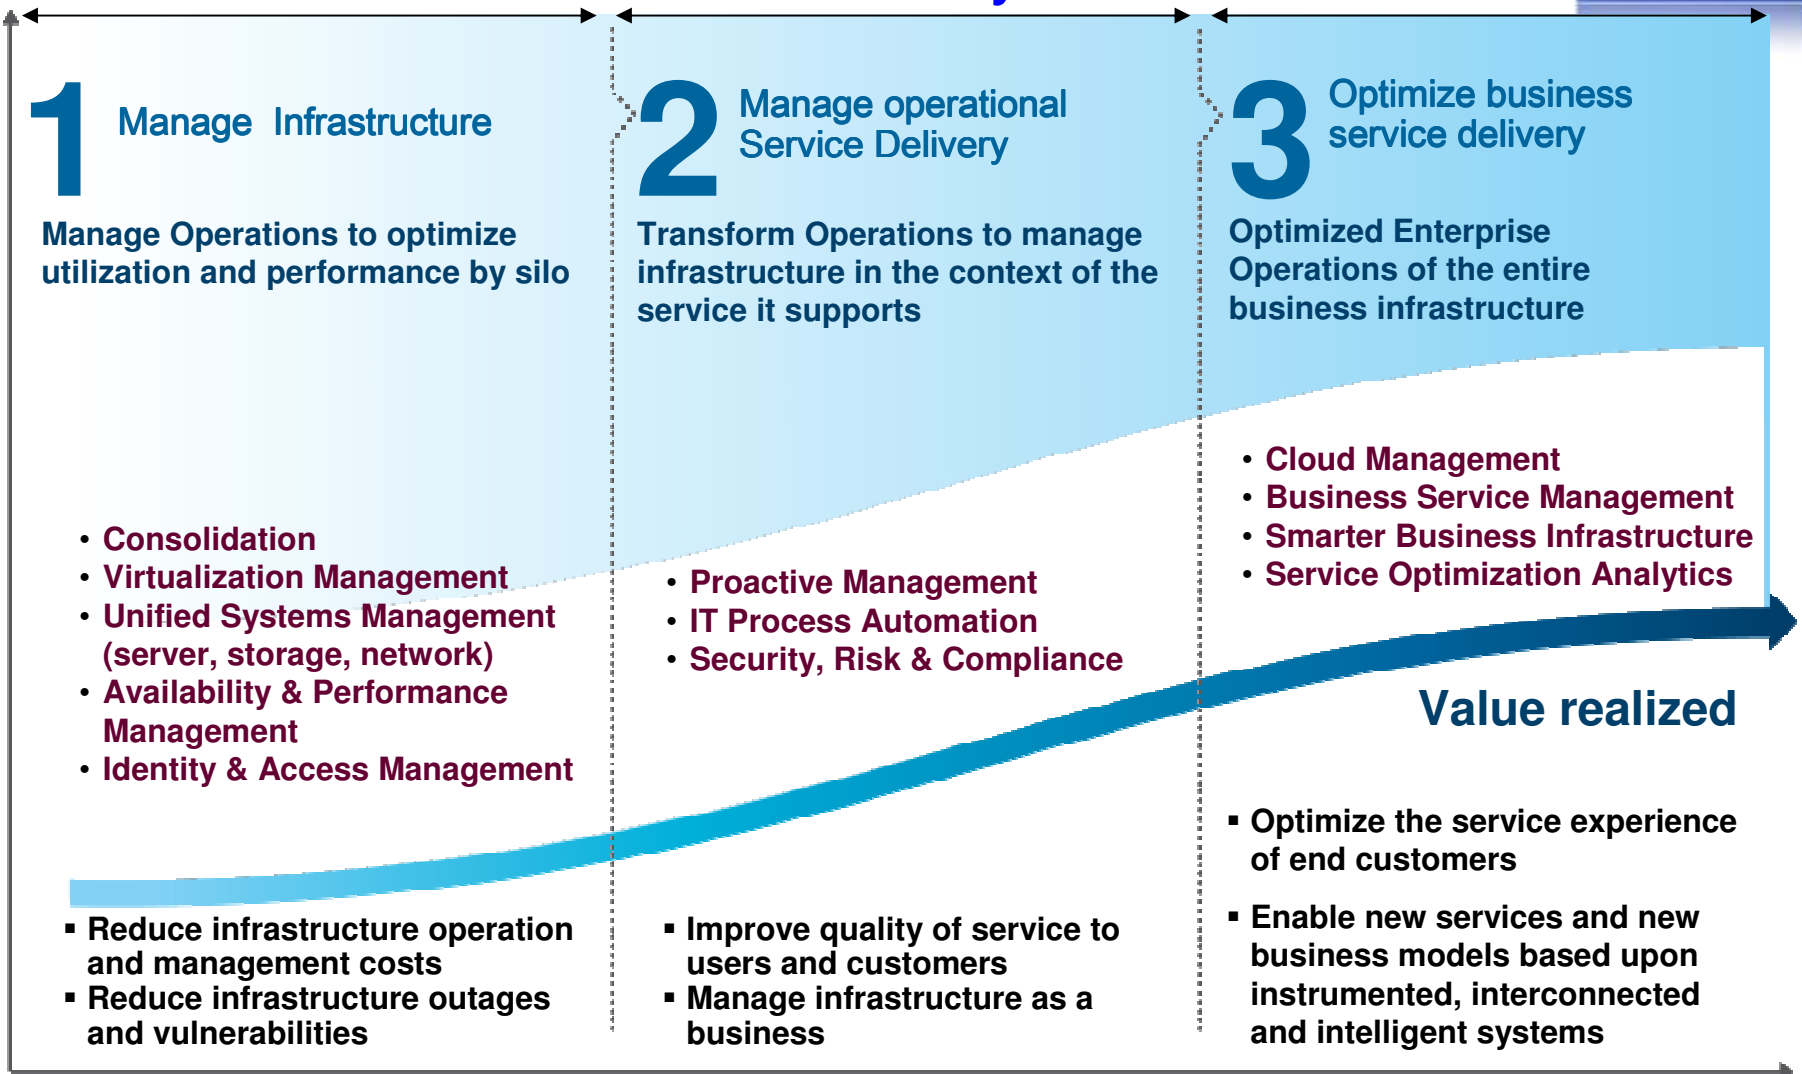 1 Manage Infrastructure
Manage Operations to optimize
utilization and performance by silo
• Consolidation
• Virtualization Management
• Unified Systems Management
(server, storage, network)
• Availability & Performance
Management
• Identity & Access Management
▪ Reduce infrastructure operation
and management costs
▪ Reduce infrastructure outages
and vulnerabilities
2 Manage operational
Service Delivery
Transform Operations to manage
infrastructure in the context of the
service it supports
• Proactive Management
• IT Process Automation
• Security, Risk & Compliance
▪ Improve quality of service to
users and customers
▪ Manage infrastructure as a
business
3 Optimize business
service delivery
Optimized Enterprise
Operations of the entire
business infrastructure
• Cloud Management
• Business Service Management
• Smarter Business Infrastructure
• Service Optimization Analytics
Value realized
▪ Optimize the service experience
of end customers
▪ Enable new services and new
business models based upon
instrumented, interconnected
and intelligent systems